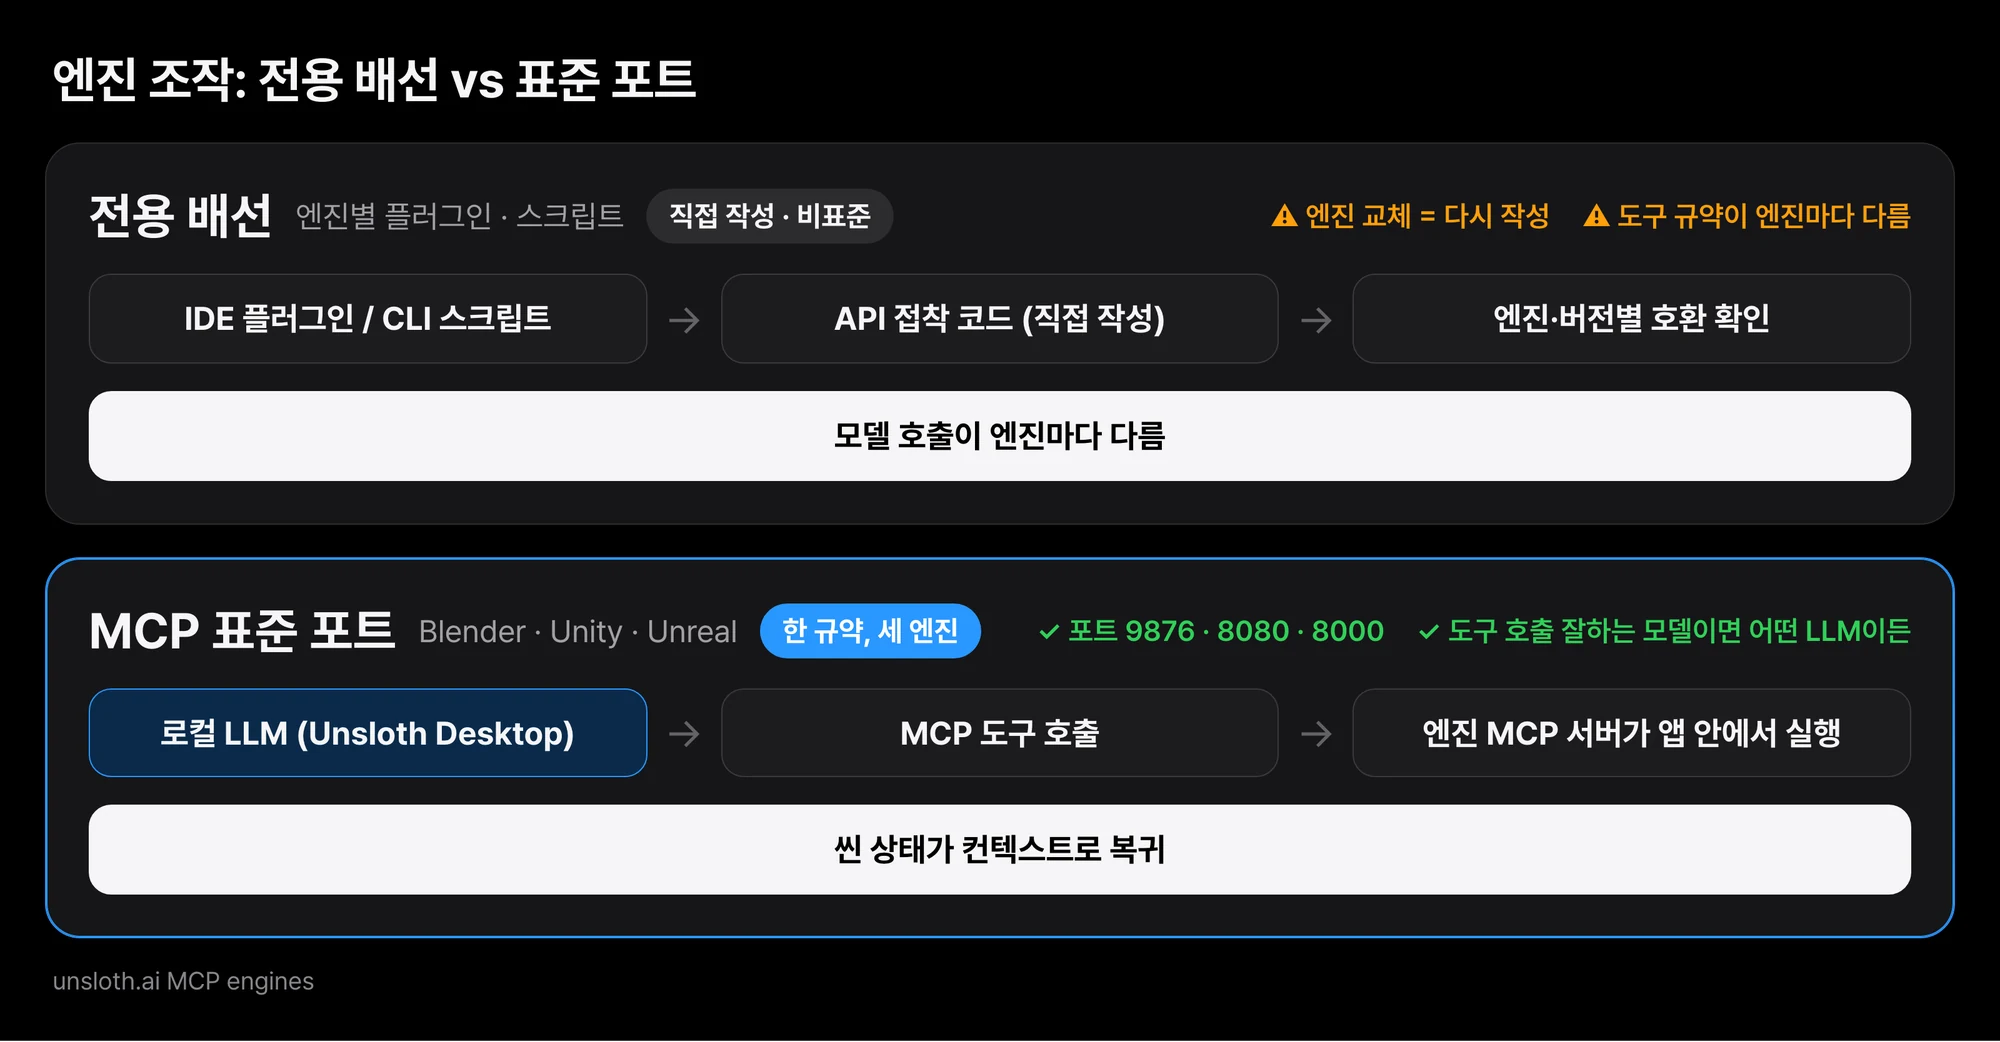 엔진 조작: 전용 배선 vs 표준 포트
전용 배선 엔진별 플러그인 · 스크립트 직접 작성 · 비표준 ⚠ 엔진 교체 = 다시 작성 ⚠ 도구 규약이 엔진마다 다름
IDE 플러그인 / CLI 스크립트 → API 접착 코드 (직접 작성) → 엔진·버전별 호환 확인
모델 호출이 엔진마다 다름
MCP 표준 포트 Blender · Unity · Unreal 한 규약, 세 엔진 ✓ 포트 9876 · 8080 · 8000 ✓ 도구 호출 잘하는 모델이면 어떤 LLM이든
로컬 LLM (Unsloth Desktop) → MCP 도구 호출 → 엔진 MCP 서버가 앱 안에서 실행
씬 상태가 컨텍스트로 복귀
unsloth.ai MCP engines